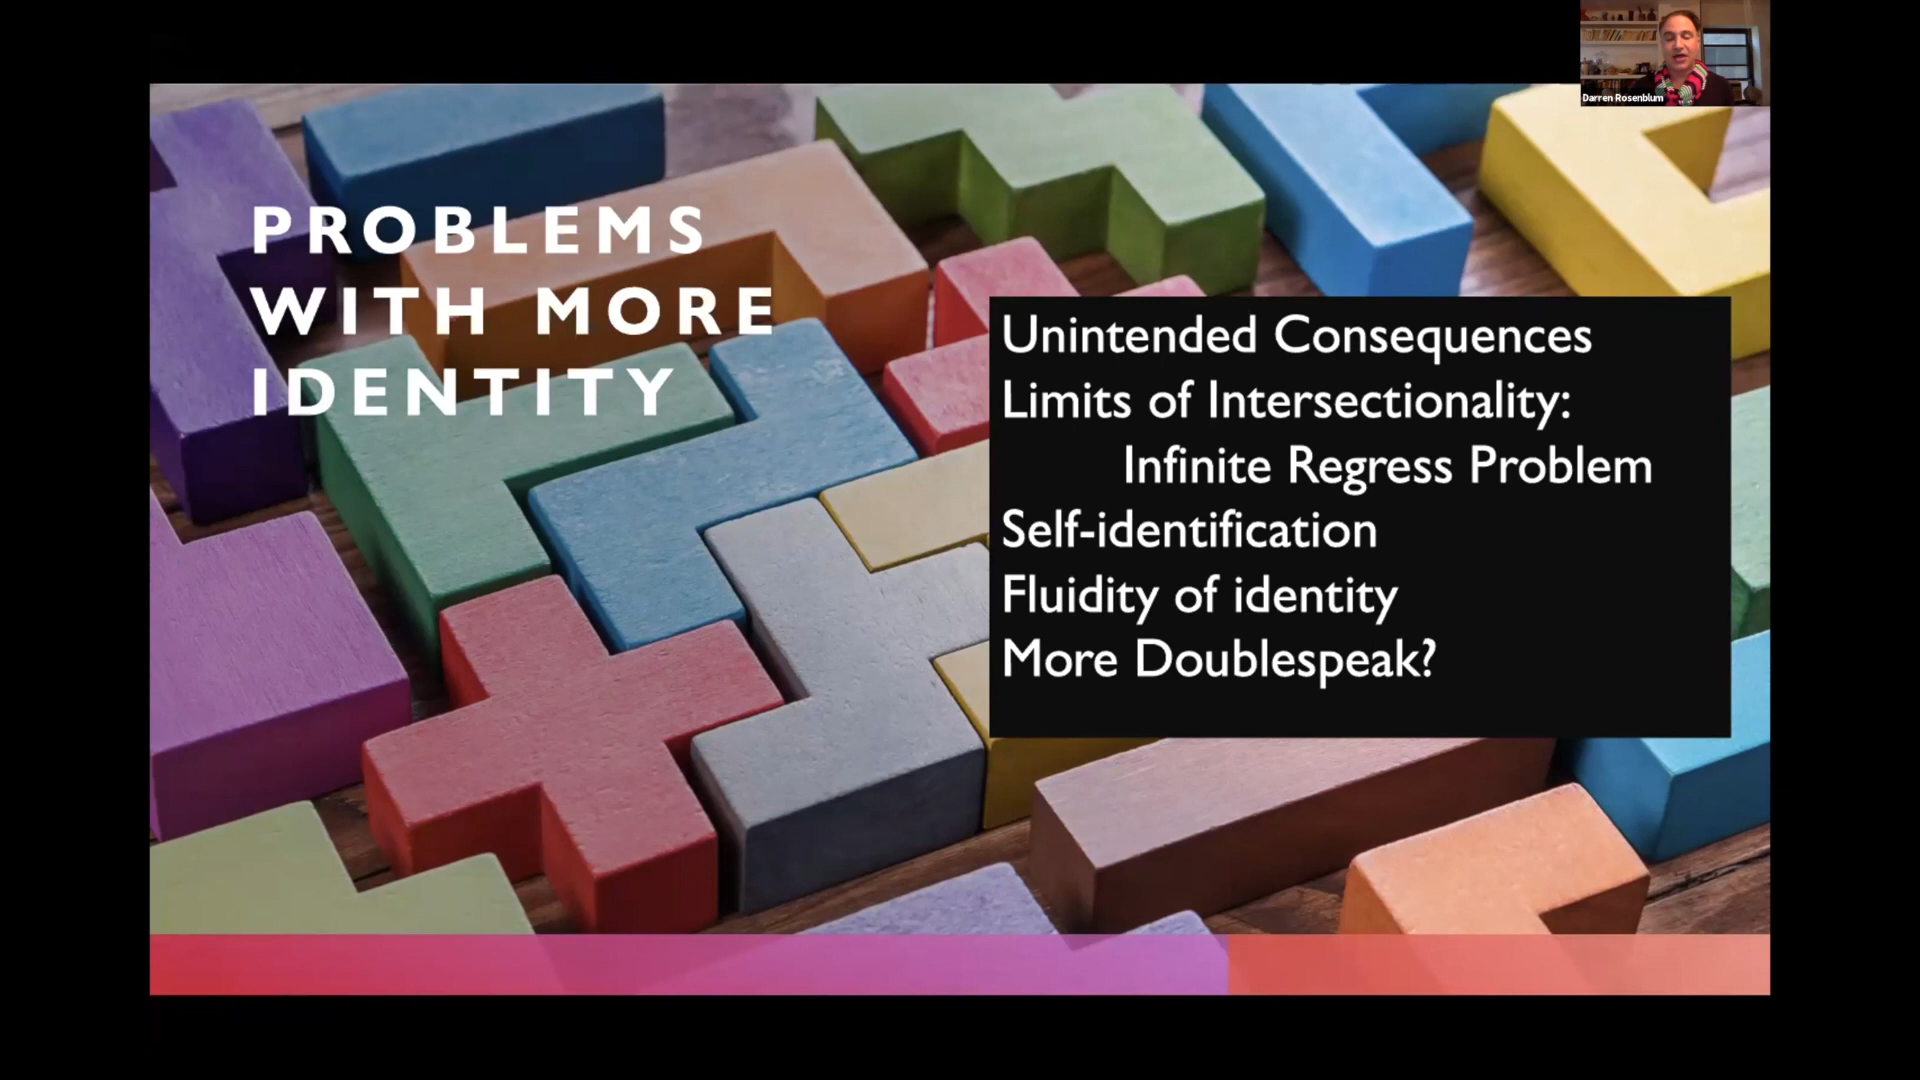 Darren Rosenblum
PROBLEMS
WITH MORE
IDENTITY
Unintended Consequences
Limits of Intersectionality:
Infinite Regress Problem
Self-identification
Fluidity of identity
More Doublespeak?